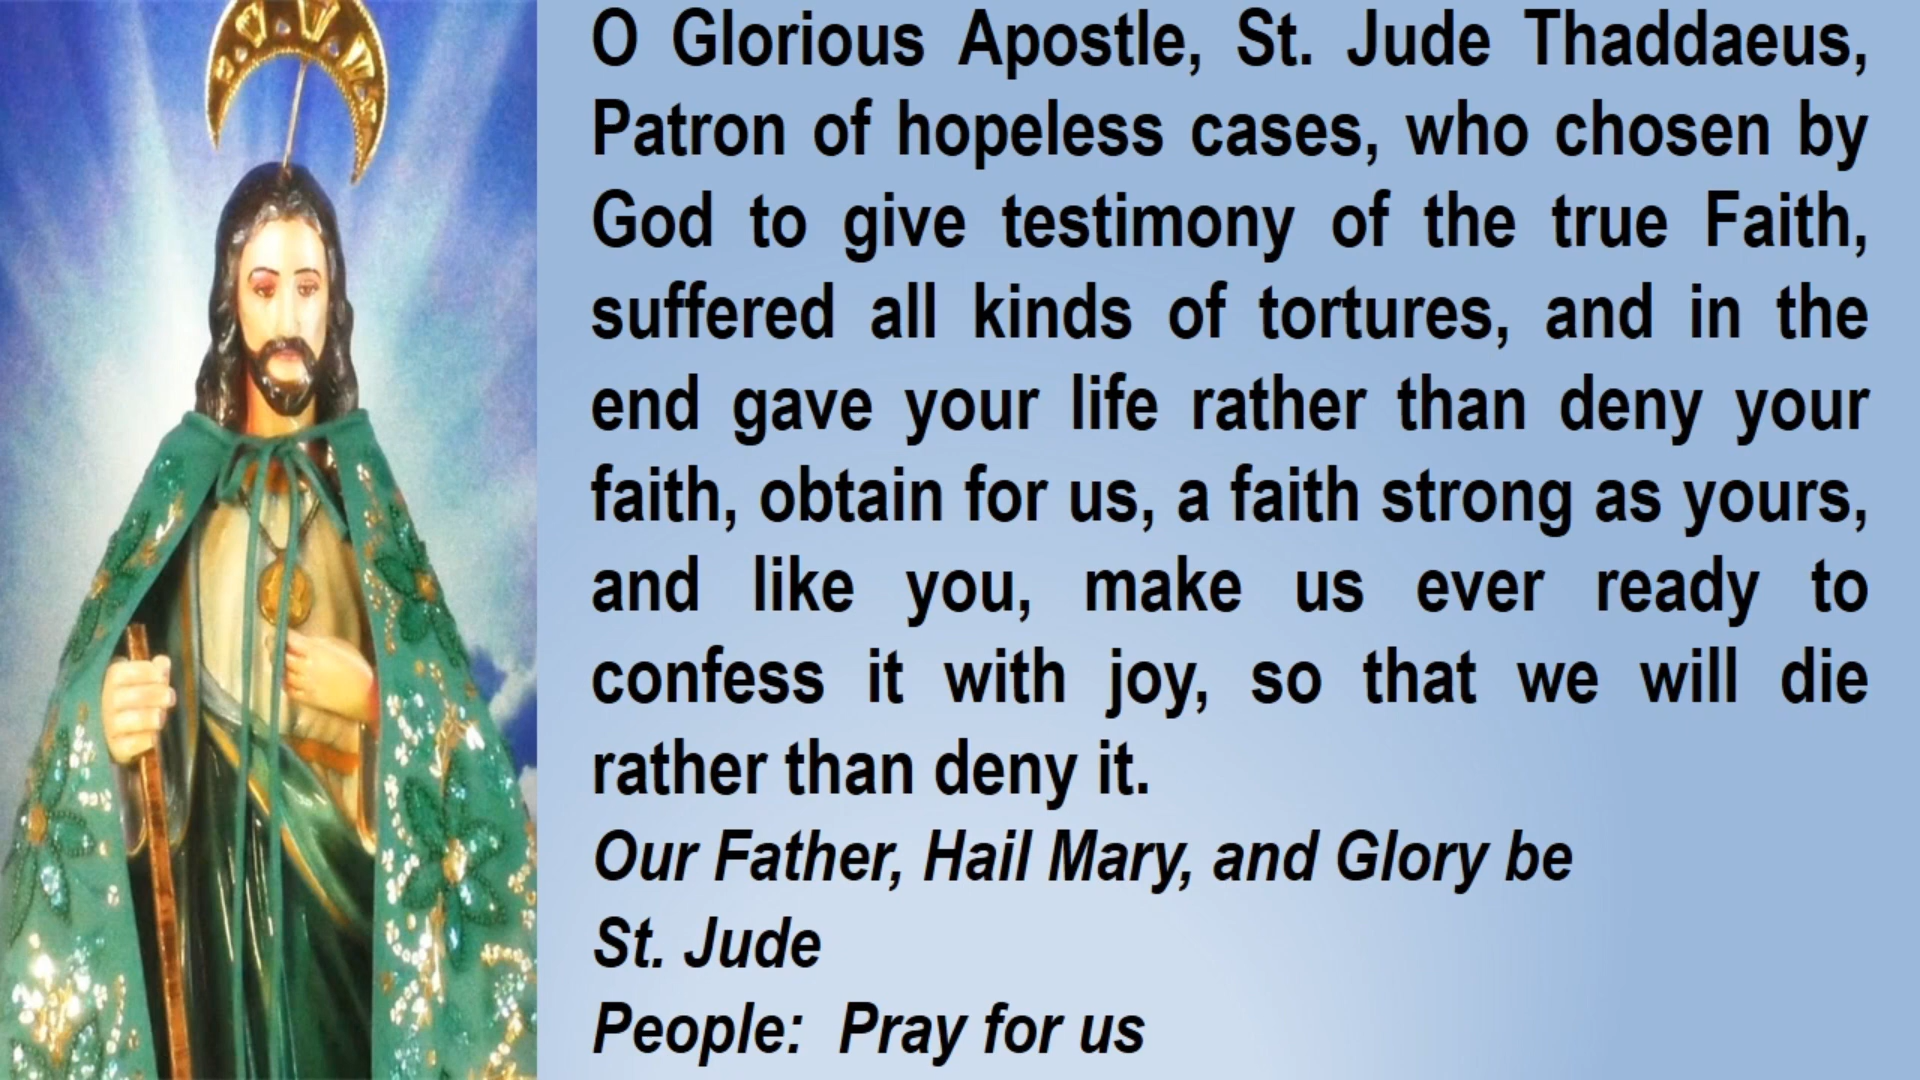 O Glorious Apostle, St. Jude Thaddaeus,
Patron of hopeless cases, who chosen by
God to give testimony of the true Faith,
suffered all kinds of tortures, and in the
end gave your life rather than deny your
faith, obtain for us, a faith strong as yours,
and like you, make us ever ready to
confess it with joy, so that we will die
rather than deny it.
Our Father, Hail Mary, and Glory be
St. Jude
People:  Pray for us